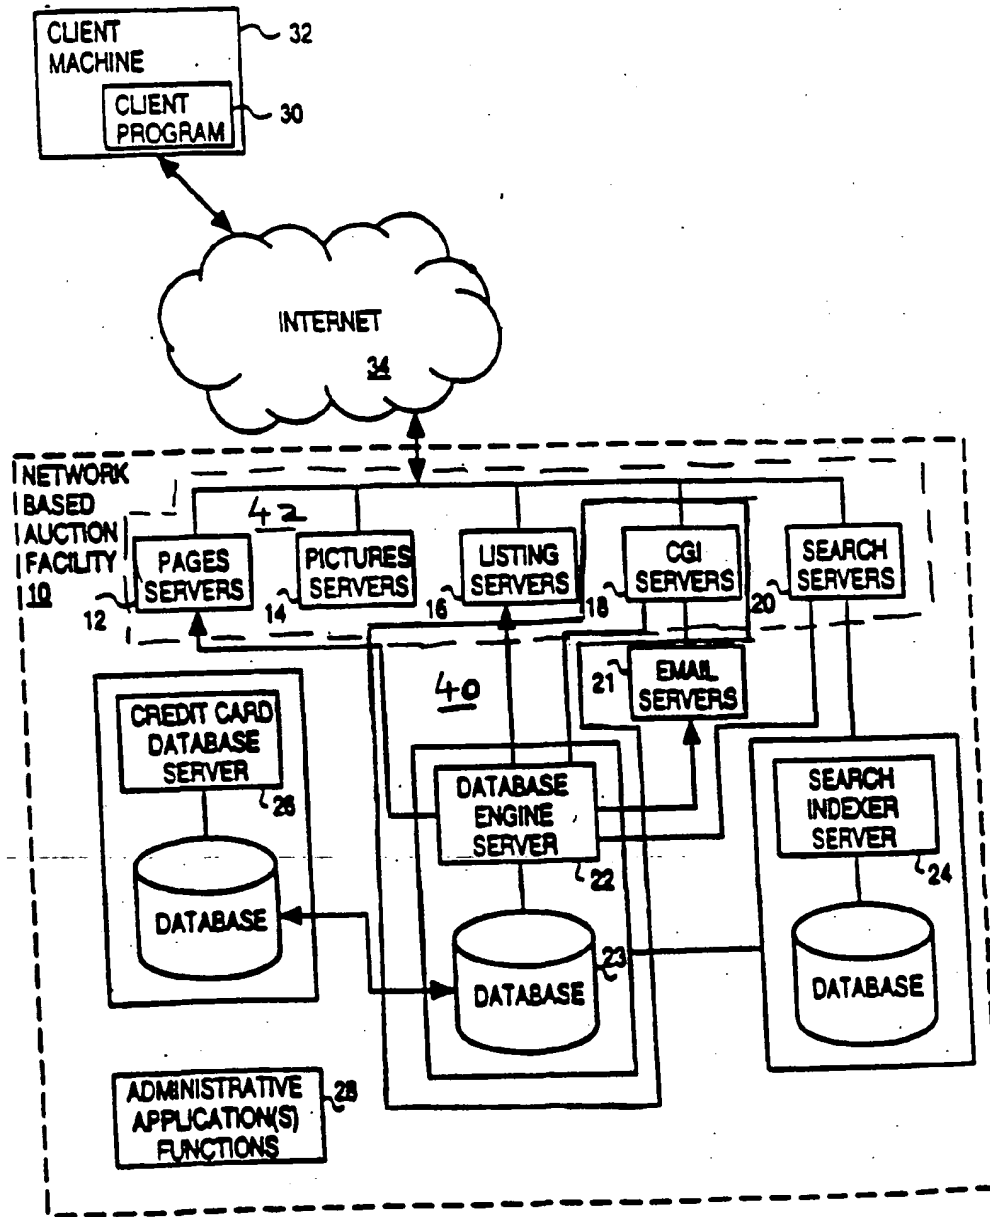 CLIENT
MACHINE
32
CLIENT
PROGRAM
30
INTERNET
34
NETWORK
BASED
AUCTION
FACILITY
10
42
PAGES
SERVERS
12
PICTURES
SERVERS
14
LISTING
SERVERS
16
CGI
SERVERS
18
SEARCH
SERVERS
20
40
21
EMAIL
SERVERS
CREDIT CARD
DATABASE
SERVER
26
DATABASE
DATABASE
ENGINE
SERVER
22
23
DATABASE
SEARCH
INDEXER
SERVER
24
DATABASE
ADMINISTRATIVE
APPLICATION(S)
FUNCTIONS
28